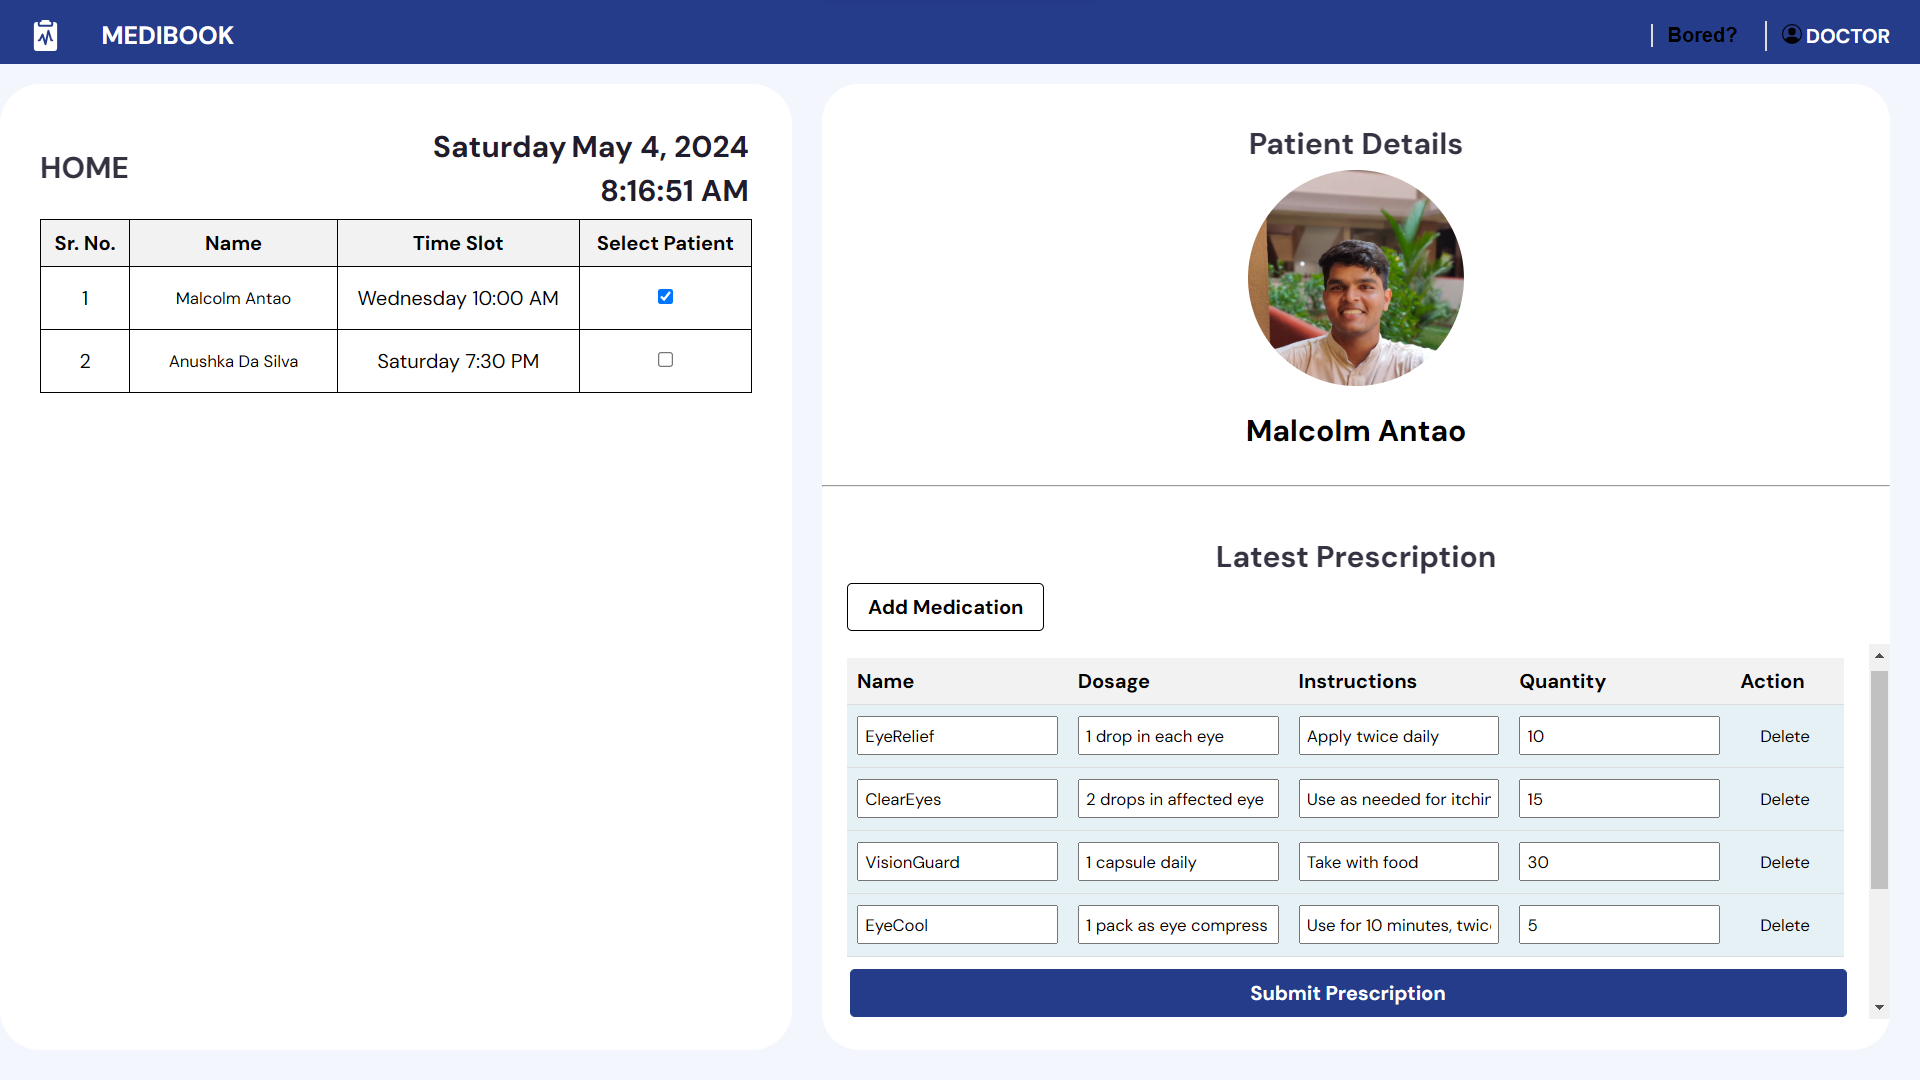 MEDIBOOK
Bored?
DOCTOR
HOME
Saturday May 4, 2024
8:16:51 AM
Sr. No. Name Time Slot Select Patient
1 Malcolm Antao Wednesday 10:00 AM
2 Anushka Da Silva Saturday 7:30 PM
Patient Details
Malcolm Antao
Latest Prescription
Add Medication
Name Dosage Instructions Quantity Action
EyeRelief 1 drop in each eye Apply twice daily 10 Delete
ClearEyes 2 drops in affected eye Use as needed for itchin 15 Delete
VisionGuard 1 capsule daily Take with food 30 Delete
EyeCool 1 pack as eye compress Use for 10 minutes, twic 5 Delete
Submit Prescription